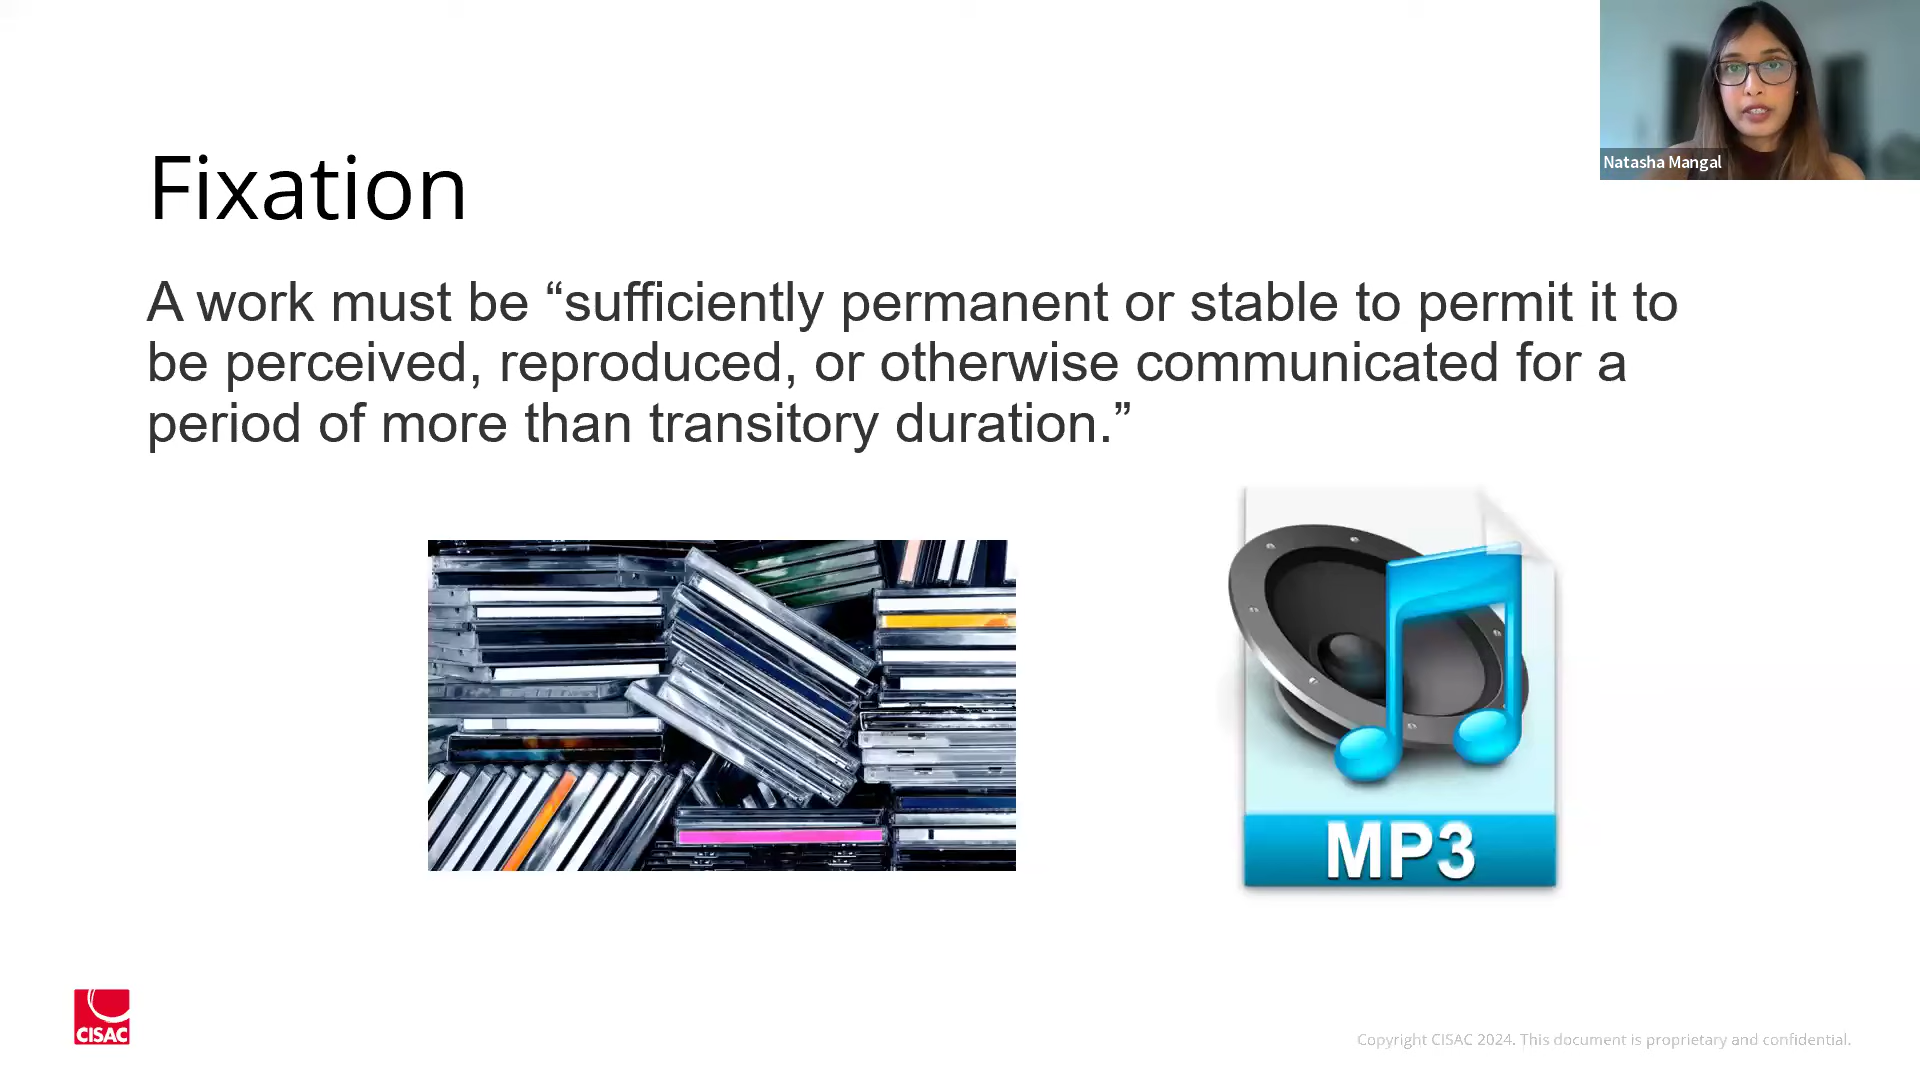 Natasha Mangal
Fixation
A work must be “sufficiently permanent or stable to permit it to
be perceived, reproduced, or otherwise communicated for a
period of more than transitory duration.”
MP3
CISAC
Copyright CISAC 2024. This document is proprietary and confidential.